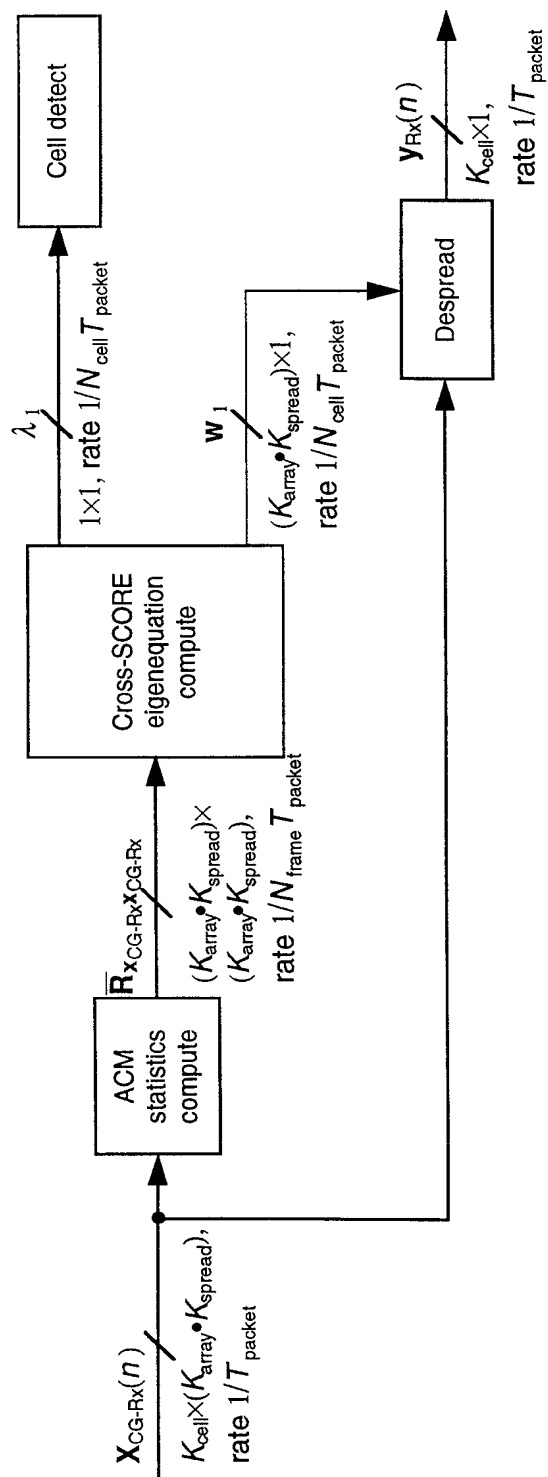 X_CG-Rx(n)
K_cell×(K_array•K_spread),
rate 1/T_packet
ACM
statistics
compute
R̅_x_CG-Rx x_CG-Rx
(K_array•K_spread)×
(K_array•K_spread),
rate 1/N_frame T_packet
Cross-SCORE
eigenequation
compute
λ_1
1×1, rate 1/N_cell T_packet
Cell detect
w_1
(K_array•K_spread)×1,
rate 1/N_cell T_packet
Despread
y_Rx(n)
K_cell×1,
rate 1/T_packet